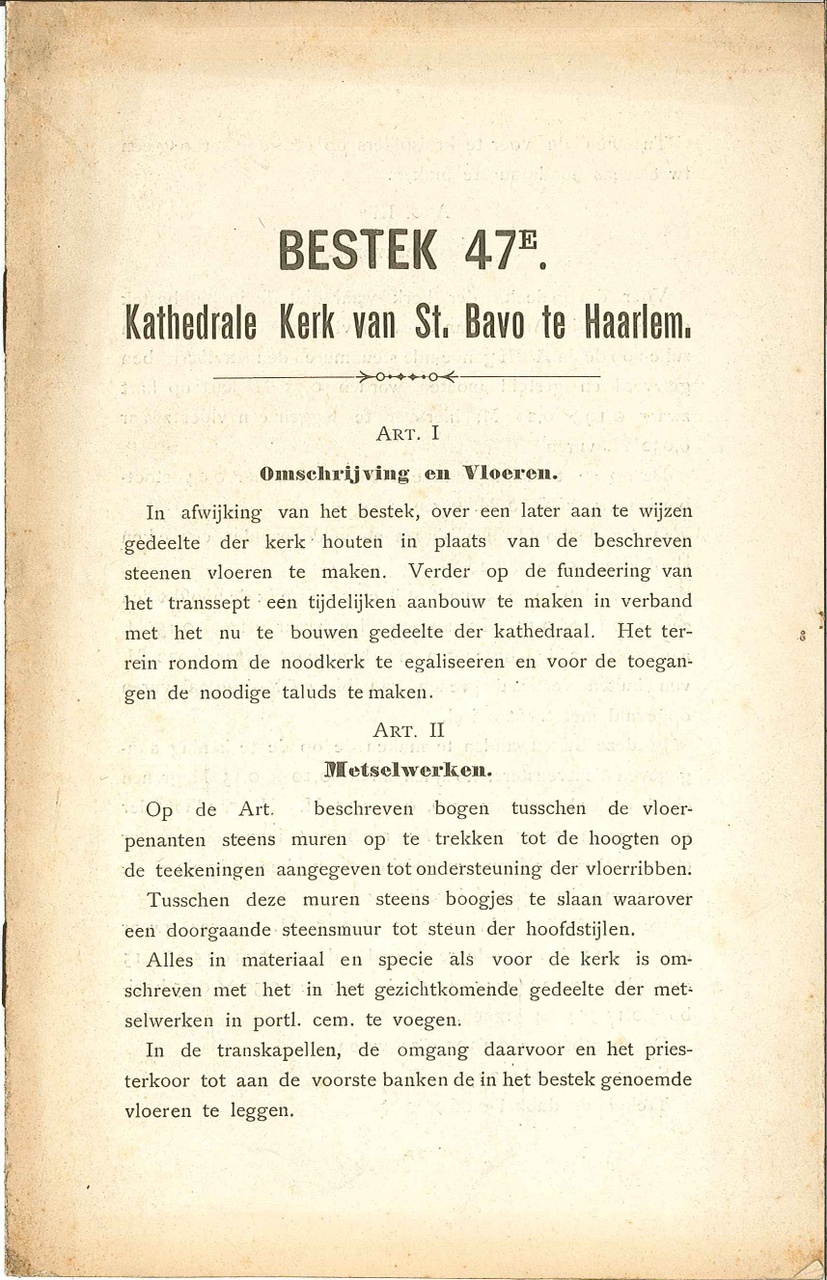 BESTEK 47E.
Kathedrale Kerk van St. Bavo te Haarlem.
ART. I
Omschrijving en Vloeren.
In afwijking van het bestek, over een later aan te wijzen
gedeelte der kerk houten in plaats van de beschreven
steenen vloeren te maken. Verder op de fundeering van
het transsept een tijdelijken aanbouw te maken in verband
met het nu te bouwen gedeelte der kathedraal. Het ter-
rein rondom de noodkerk te egaliseeren en voor de toegan-
gen de noodige taluds te maken.
ART. II
Metselwerken.
Op de Art. beschreven bogen tusschen de vloer-
penanten steens muren op te trekken tot de hoogten op
de teekeningen aangegeven tot ondersteuning der vloerribben.
Tusschen deze muren steens boogjes te slaan waarover
een doorgaande steensmuur tot steun der hoofdstijlen.
Alles in materiaal en specie als voor de kerk is om-
schreven met het in het gezichtkomende gedeelte der met-
selwerken in portl. cem. te voegen.
In de transkapellen, de omgang daarvoor en het pries-
terkoor tot aan de voorste banken de in het bestek genoemde
vloeren te leggen.